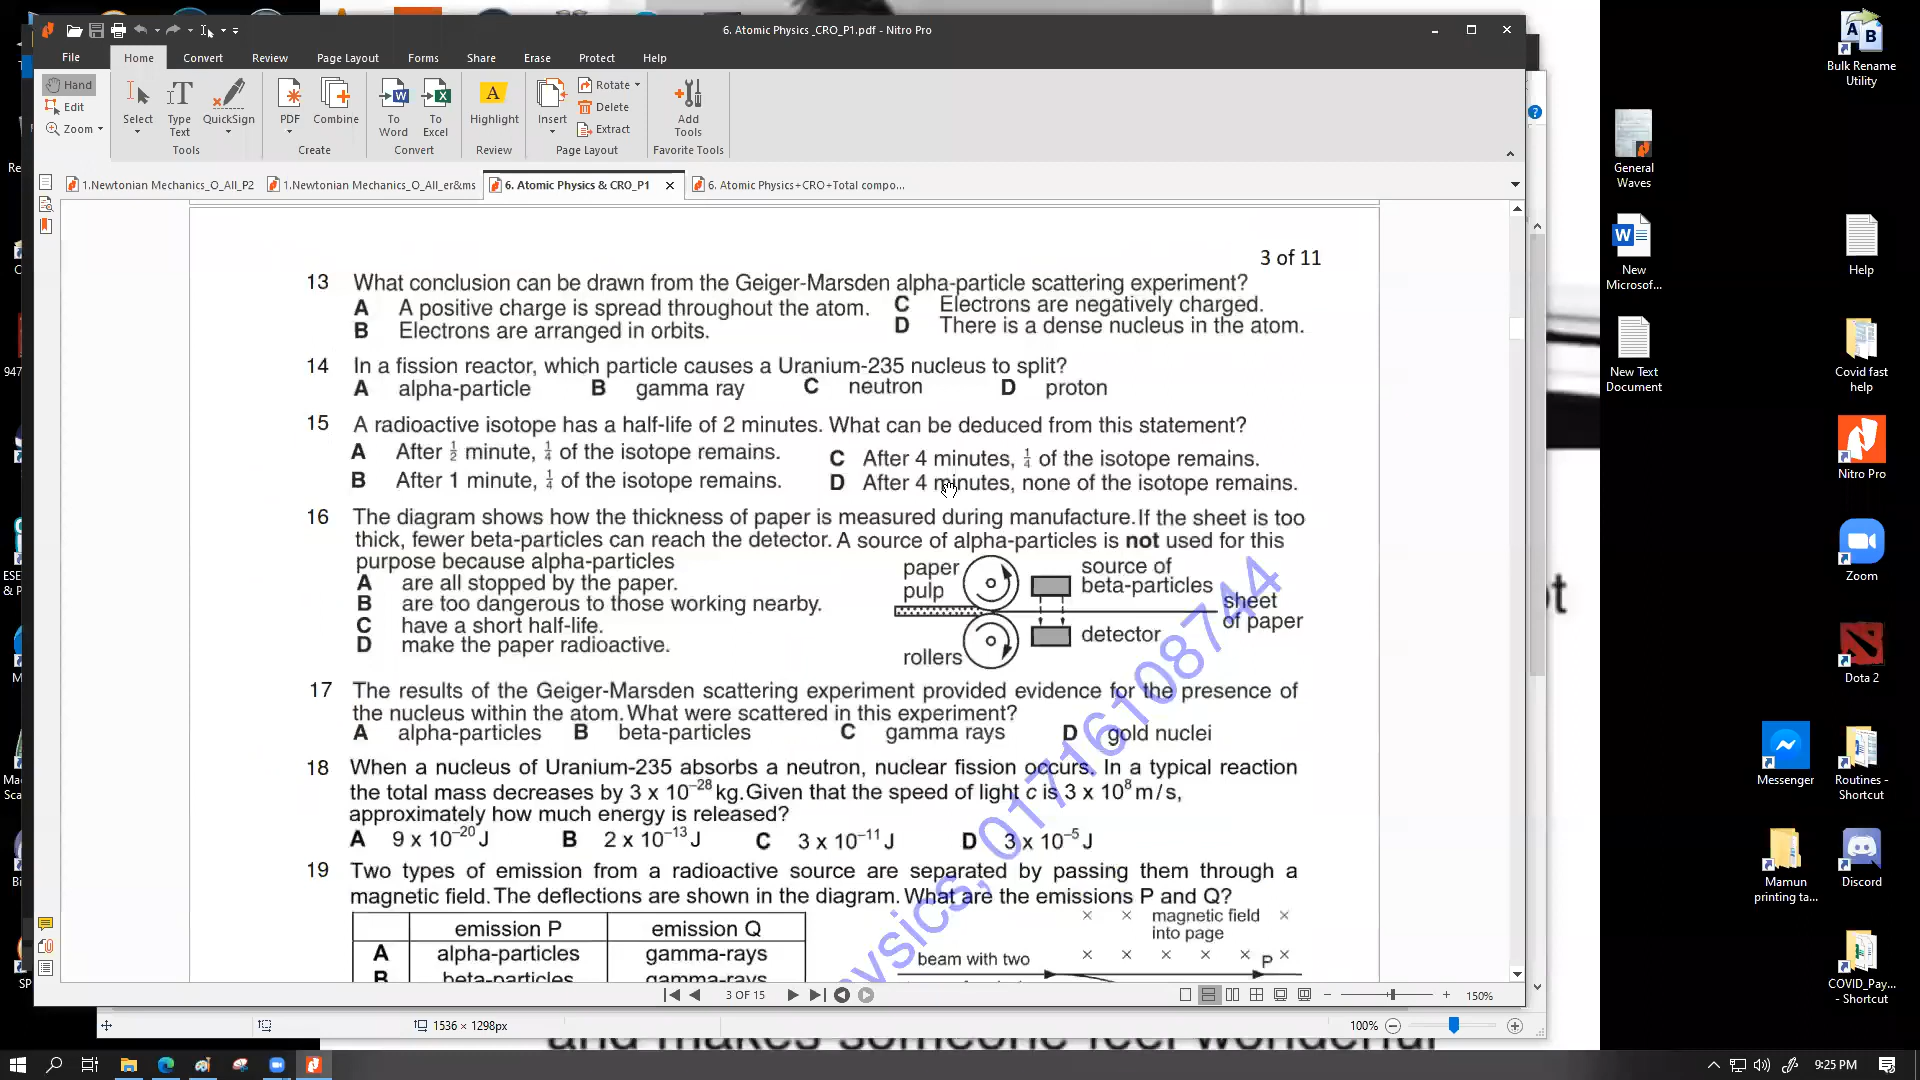 6. Atomic Physics _CRO_P1.pdf - Nitro Pro
File
Home
Convert
Review
Page Layout
Forms
Share
Erase
Protect
Help
Hand
Edit
Zoom
Select
Type Text
QuickSign
Tools
PDF
Combine
Create
To Word
To Excel
Convert
Highlight
Review
Insert
Rotate
Delete
Extract
Page Layout
Add Tools
Favorite Tools
1.Newtonian Mechanics_O_All_P2
1.Newtonian Mechanics_O_All_er&ms
6. Atomic Physics & CRO_P1
6. Atomic Physics+CRO+Total compo...
3 of 11
13 What conclusion can be drawn from the Geiger-Marsden alpha-particle scattering experiment?
A A positive charge is spread throughout the atom. C Electrons are negatively charged.
B Electrons are arranged in orbits. D There is a dense nucleus in the atom.
14 In a fission reactor, which particle causes a Uranium-235 nucleus to split?
A alpha-particle B gamma ray C neutron D proton
15 A radioactive isotope has a half-life of 2 minutes. What can be deduced from this statement?
A After 1/2 minute, 1/4 of the isotope remains. C After 4 minutes, 1/4 of the isotope remains.
B After 1 minute, 1/4 of the isotope remains. D After 4 minutes, none of the isotope remains.
16 The diagram shows how the thickness of paper is measured during manufacture. If the sheet is too
thick, fewer beta-particles can reach the detector. A source of alpha-particles is not used for this
purpose because alpha-particles
A are all stopped by the paper.
B are too dangerous to those working nearby.
C have a short half-life.
D make the paper radioactive.
paper pulp
source of beta-particles
sheet of paper
detector
rollers
17 The results of the Geiger-Marsden scattering experiment provided evidence for the presence of
the nucleus within the atom. What were scattered in this experiment?
A alpha-particles B beta-particles C gamma rays D gold nuclei
18 When a nucleus of Uranium-235 absorbs a neutron, nuclear fission occurs. In a typical reaction
the total mass decreases by 3 x 10⁻²⁸ kg. Given that the speed of light c is 3 x 10⁸ m/s,
approximately how much energy is released?
A 9 x 10⁻²⁰ J B 2 x 10⁻¹³ J C 3 x 10⁻¹¹ J D 3 x 10⁻⁵ J
19 Two types of emission from a radioactive source are separated by passing them through a
magnetic field. The deflections are shown in the diagram. What are the emissions P and Q?
emission P emission Q
A alpha-particles gamma-rays
B beta-particles gamma-rays
magnetic field
into page
beam with two
P
ysics, 01716108744
3 OF 15
150%
1536 × 1298px
100%
and makes someone feel wonderful
Bulk Rename Utility
General Waves
New Microsof...
Help
New Text Document
Covid fast help
Nitro Pro
Zoom
Dota 2
Messenger
Routines - Shortcut
Mamun printing ta...
Discord
COVID_Pay... - Shortcut
9:25 PM